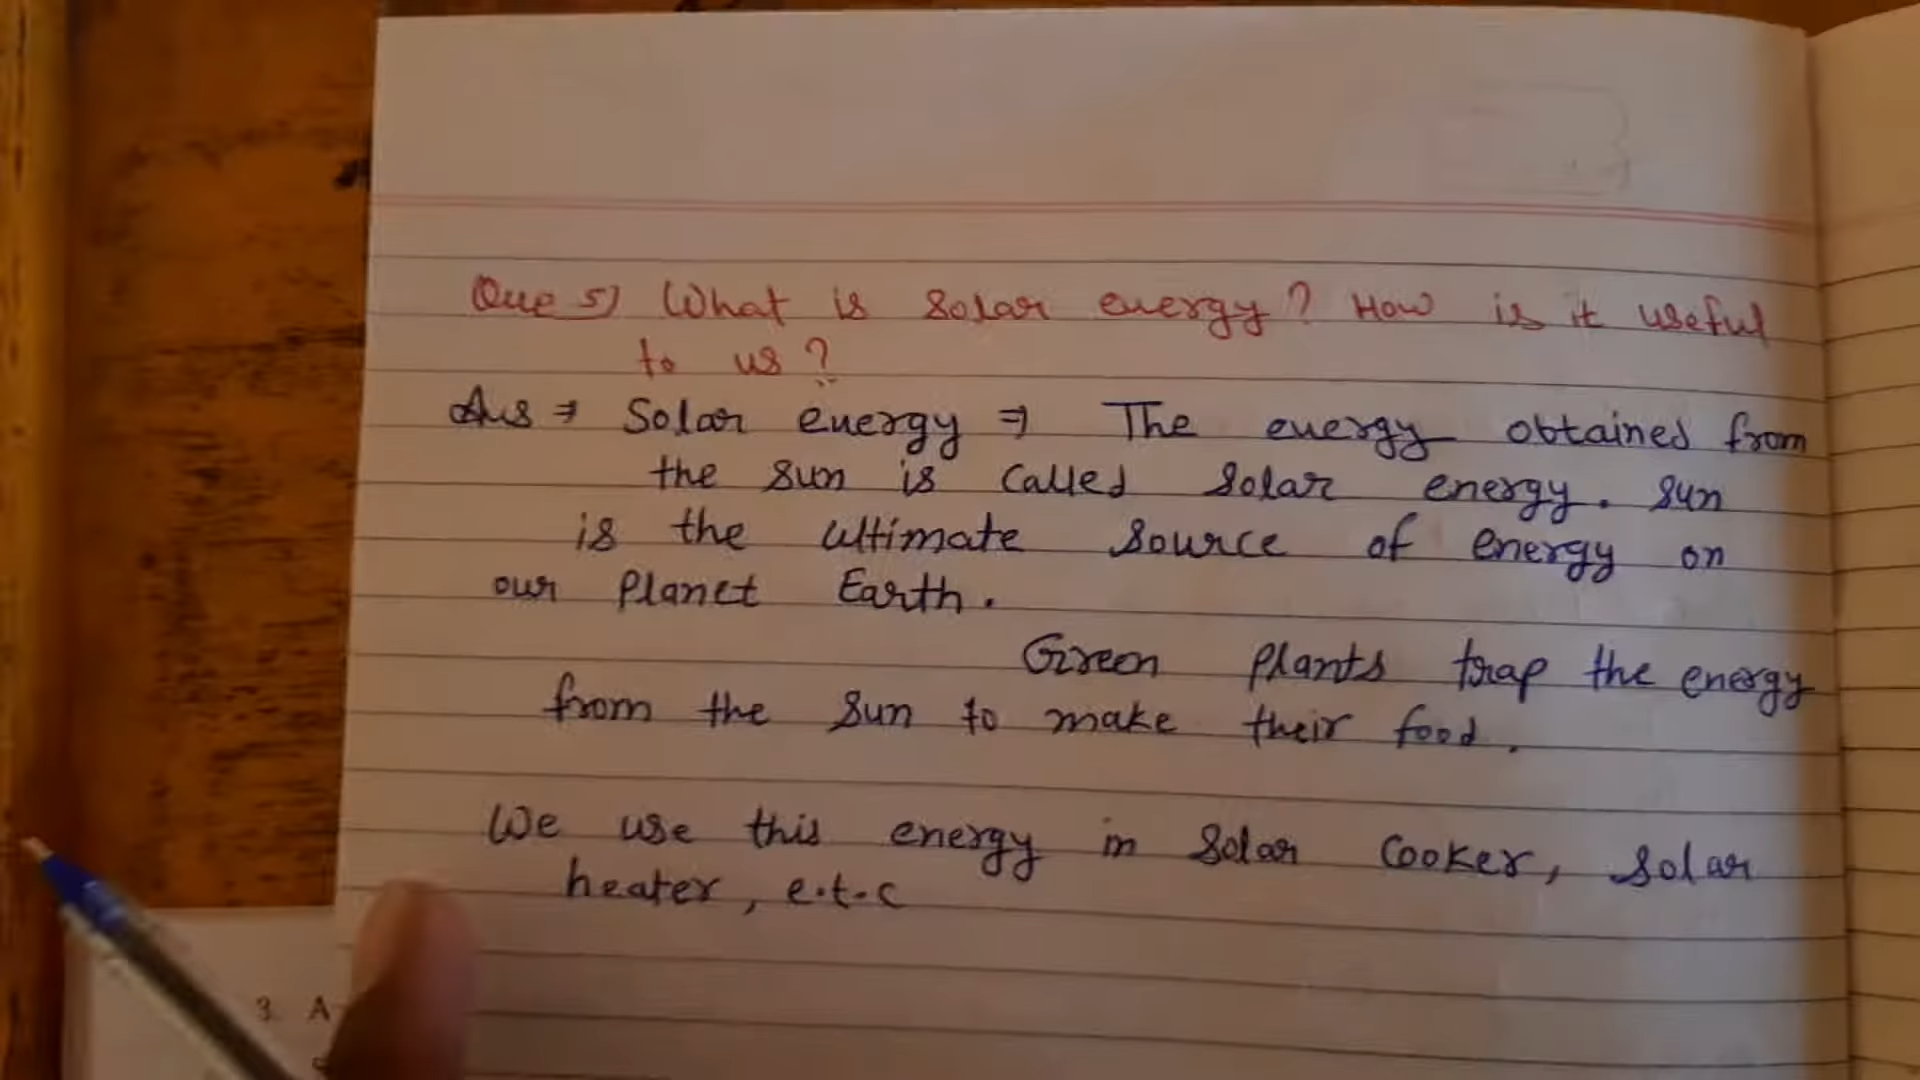 Que 5) What is solar energy? How is it useful
to us?
Ans ⇒ Solar energy ⇒ The energy obtained from
the sun is called solar energy. Sun
is the ultimate source of energy on
our Planet Earth.
Green plants trap the energy
from the sun to make their food.
We use this energy in solar cooker, solar
heater, e.t.c
3. A